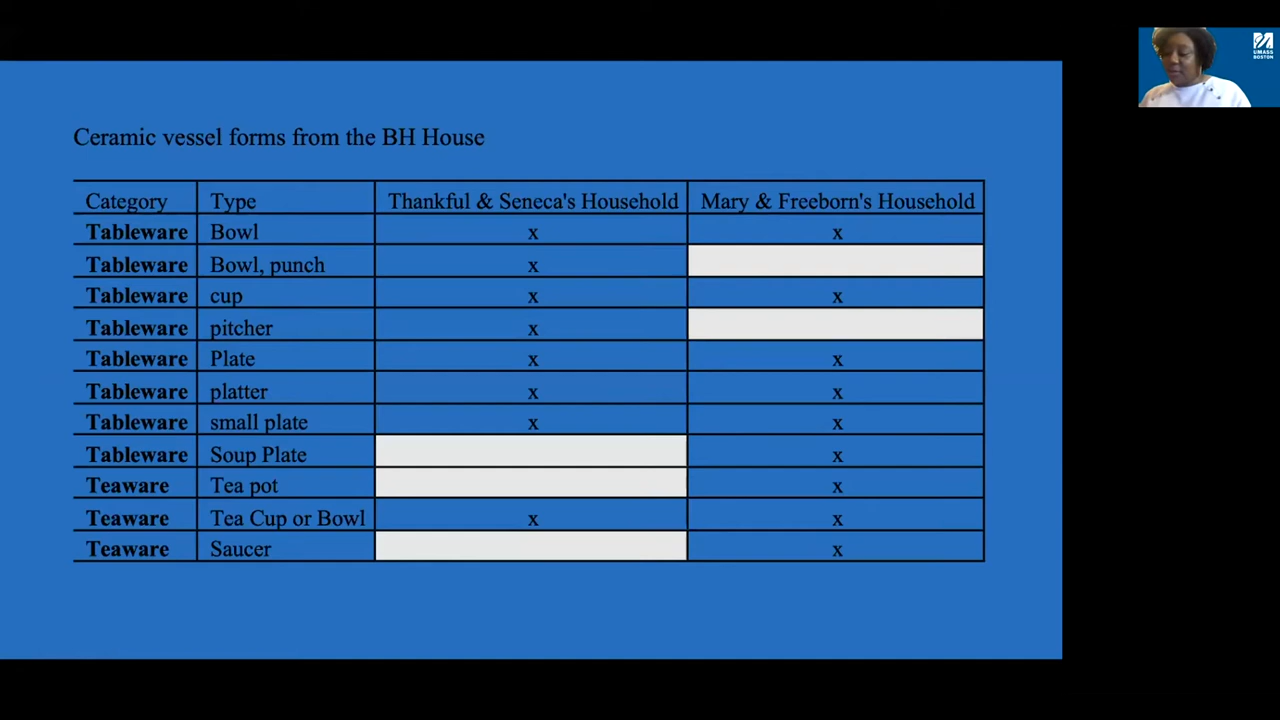 UMASS
BOSTON
Ceramic vessel forms from the BH House
Category Type Thankful & Seneca's Household Mary & Freeborn's Household
Tableware Bowl x x
Tableware Bowl, punch x
Tableware cup x x
Tableware pitcher x
Tableware Plate x x
Tableware platter x x
Tableware small plate x x
Tableware Soup Plate x
Teaware Tea pot x
Teaware Tea Cup or Bowl x x
Teaware Saucer x